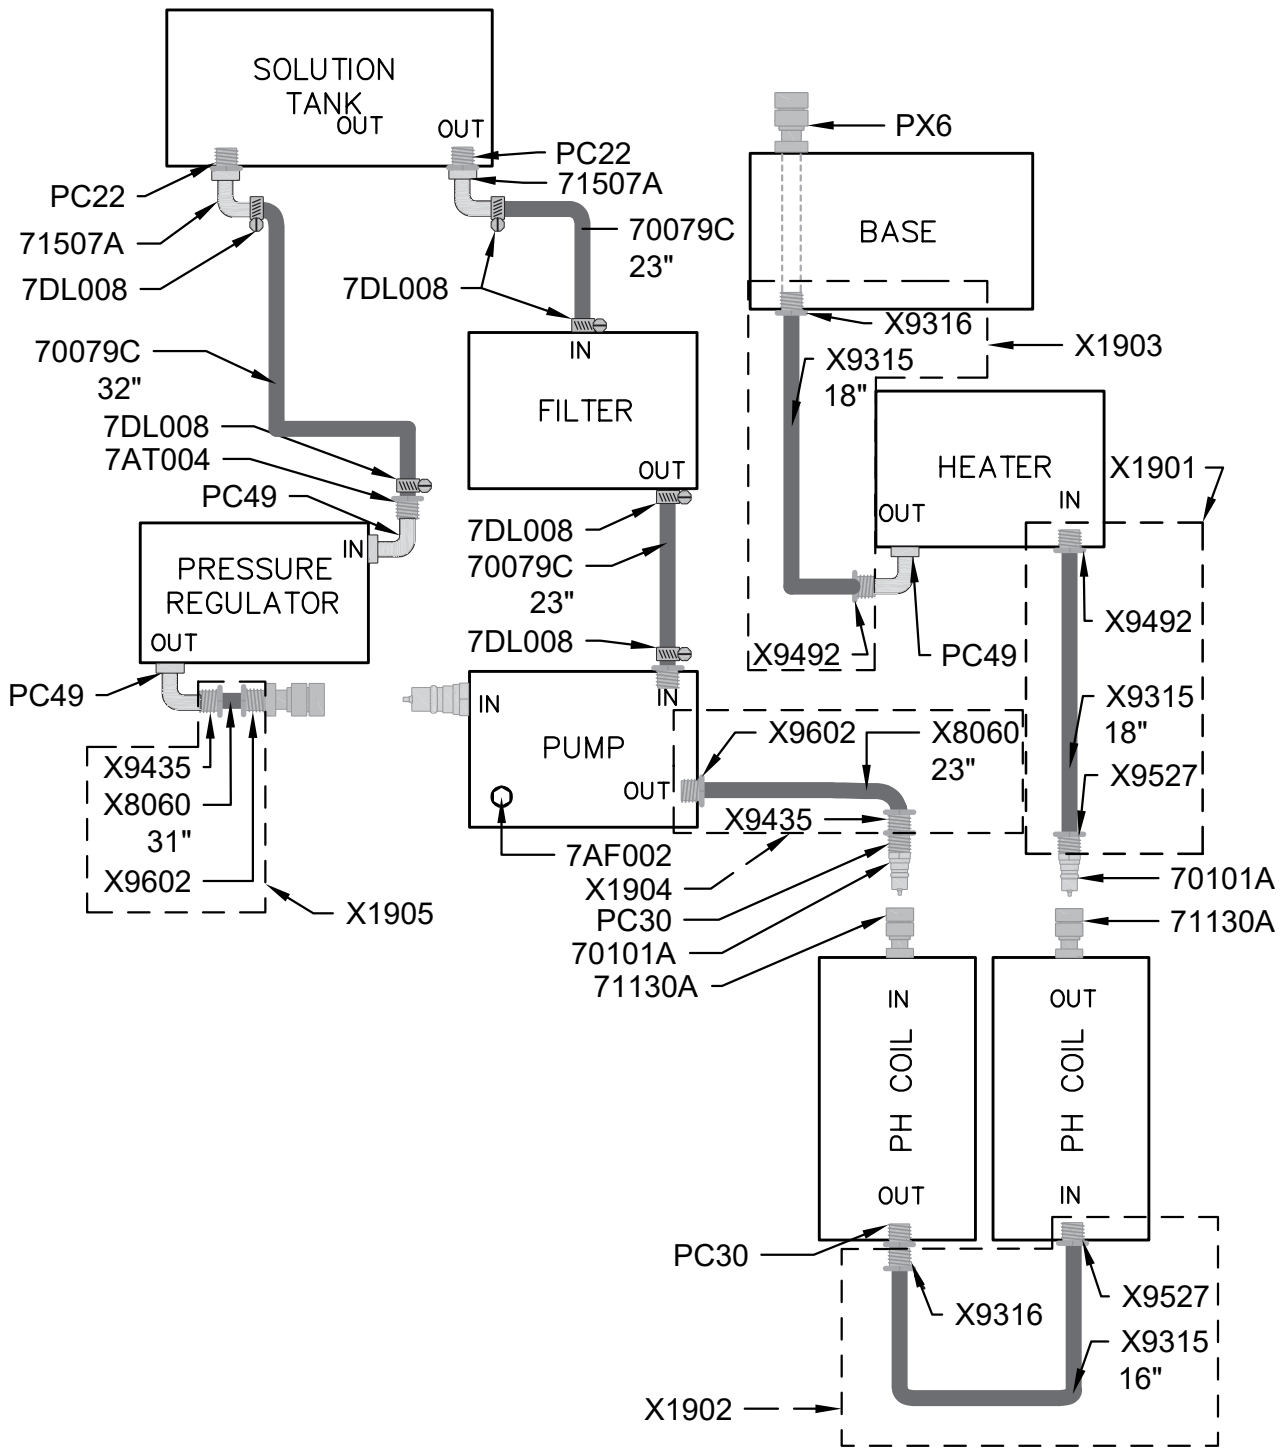 SOLUTION
TANK
OUT
OUT
PC22
71507A
PC22
71507A
7DL008
70079C
23"
7DL008
PX6
BASE
X9316
X1903
X9315
18"
70079C
32"
7DL008
7AT004
PC49
IN
FILTER
OUT
HEATER
X1901
IN
OUT
IN
PRESSURE
REGULATOR
OUT
7DL008
70079C
23"
7DL008
X9492
PC49
X9492
PC49
IN
IN
PUMP
OUT
X9602
X8060
23"
X9315
18"
X9527
X9435
X8060
31"
X9602
X1905
X9435
7AF002
X1904
PC30
70101A
71130A
70101A
71130A
IN
PH COIL
OUT
OUT
PH COIL
IN
PC30
X9316
X9527
X9315
16"
X1902